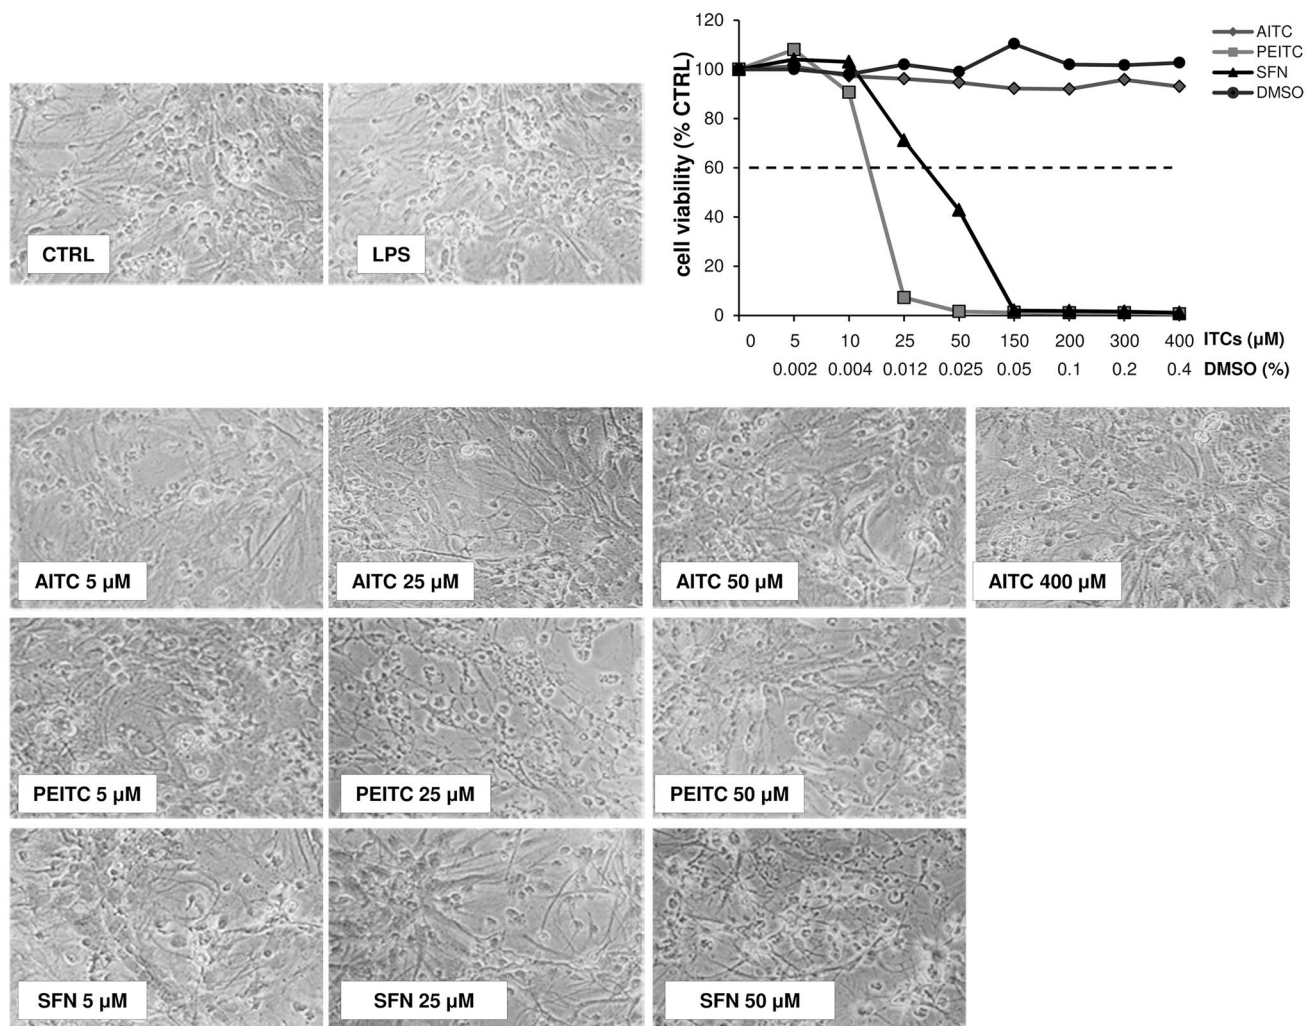 120
100
80
60
40
20
0
cell viability (% CTRL)
AITC
PEITC
SFN
DMSO
0 5 10 25 50 150 200 300 400 ITCs (µM)
0.002 0.004 0.012 0.025 0.05 0.1 0.2 0.4 DMSO (%)
CTRL
LPS
AITC 5 µM
AITC 25 µM
AITC 50 µM
AITC 400 µM
PEITC 5 µM
PEITC 25 µM
PEITC 50 µM
SFN 5 µM
SFN 25 µM
SFN 50 µM